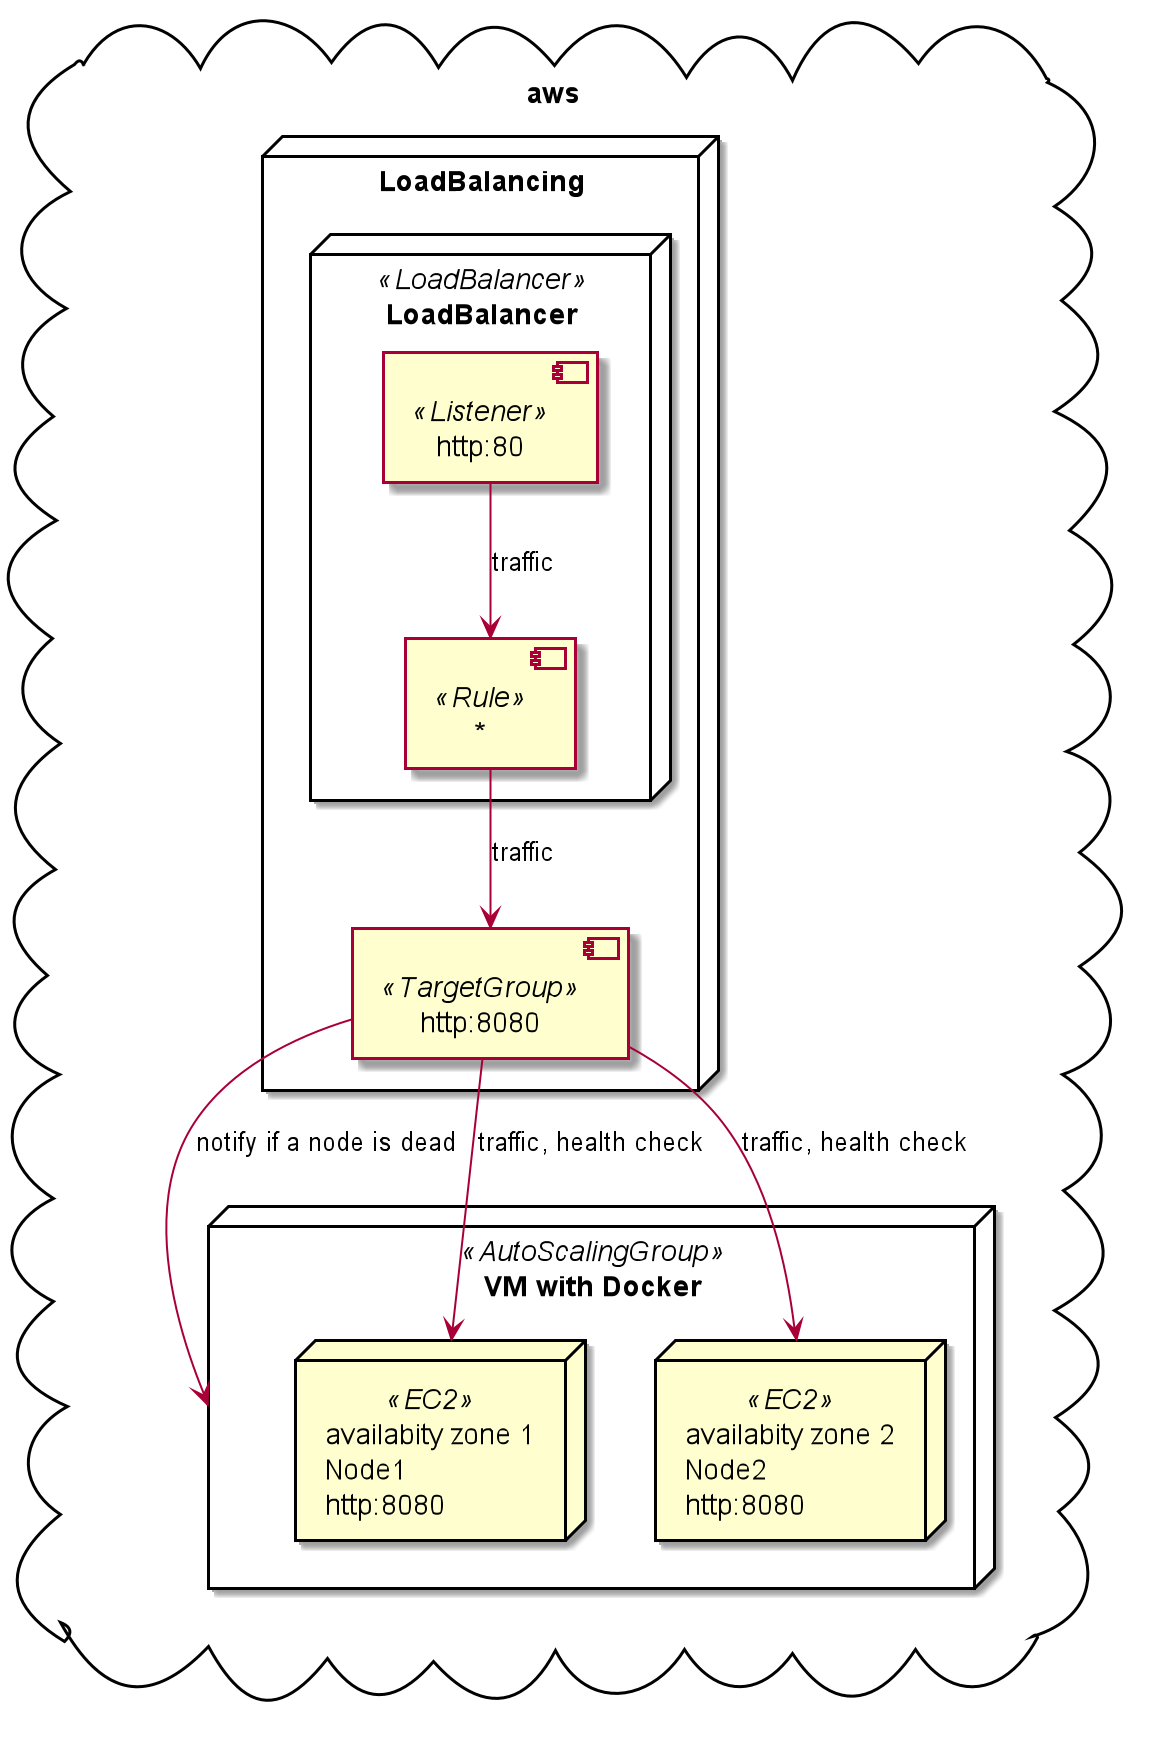 aws
LoadBalancing
«LoadBalancer»
LoadBalancer
«Listener»
http:80
traffic
«Rule»
*
traffic
«TargetGroup»
http:8080
notify if a node is dead
traffic, health check
traffic, health check
«AutoScalingGroup»
VM with Docker
«EC2»
availabity zone 1
Node1
http:8080
«EC2»
availabity zone 2
Node2
http:8080